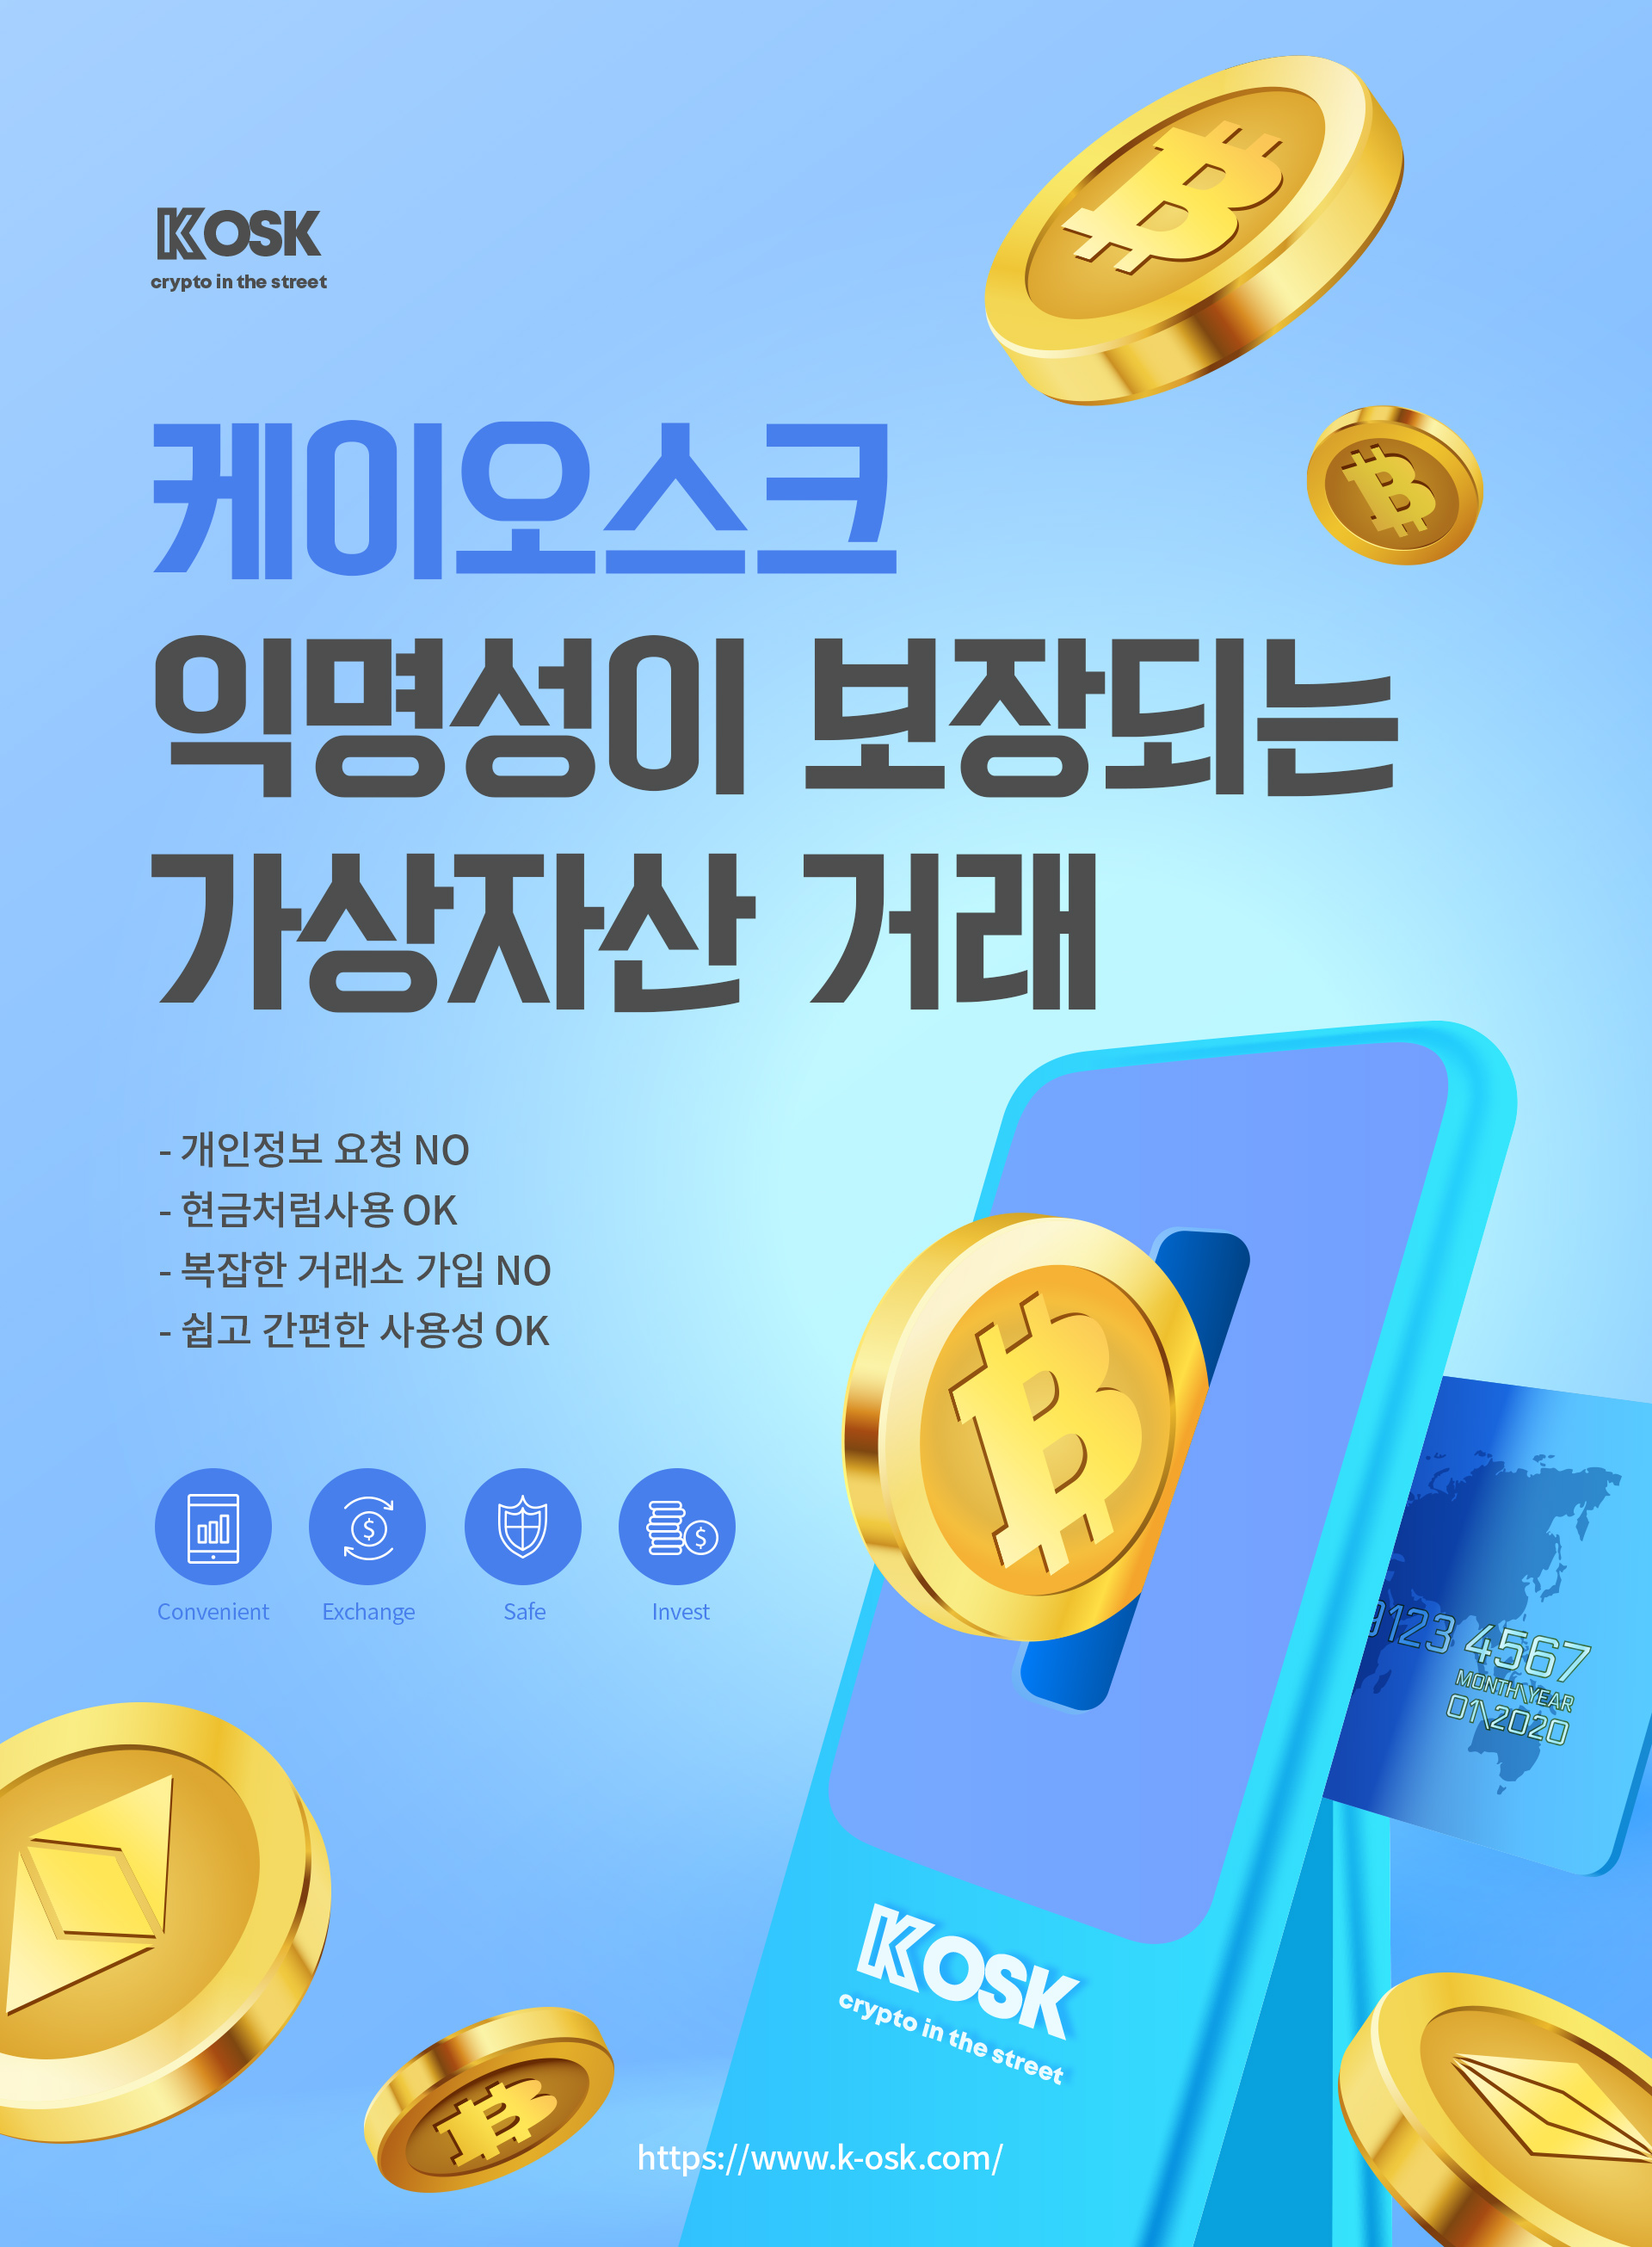 KOSK
crypto in the street
케이오스크
익명성이 보장되는
가상자산 거래
- 개인정보 요청 NO
- 현금처럼사용 OK
- 복잡한 거래소 가입 NO
- 쉽고 간편한 사용성 OK
Convenient Exchange Safe Invest
9123 4567
MONTH\YEAR
01\2020
KOSK
crypto in the street
https://www.k-osk.com/